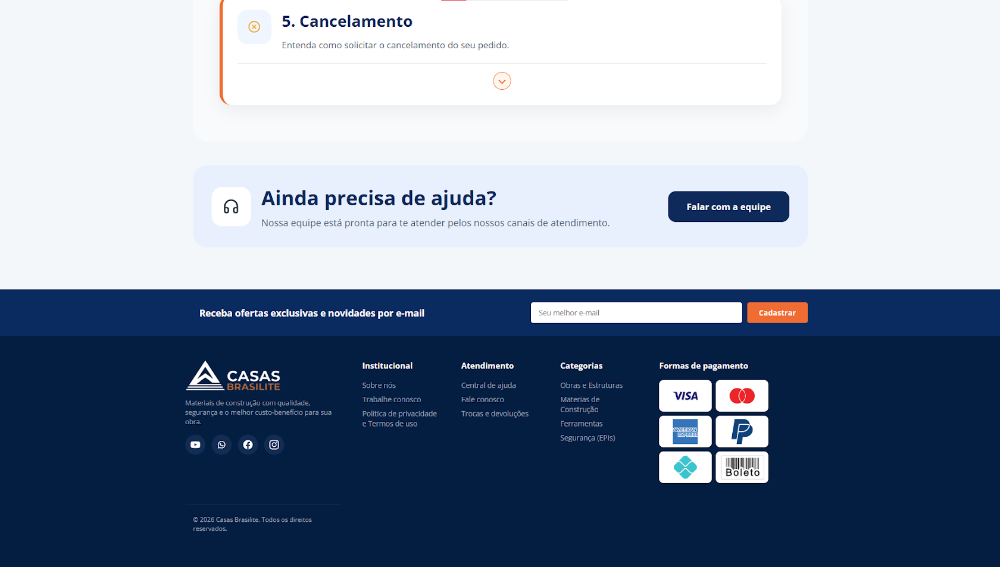 5. Cancelamento
Entenda como solicitar o cancelamento do seu pedido.
Ainda precisa de ajuda?
Nossa equipe está pronta para te atender pelos nossos canais de atendimento.
Falar com a equipe
Receba ofertas exclusivas e novidades por e-mail
Seu melhor e-mail
Cadastrar
CASAS
BRASILITE
Materiais de construção com qualidade,
segurança e o melhor custo-benefício para sua
obra.
Institucional
Sobre nós
Trabalhe conosco
Política de privacidade
e Termos de uso
Atendimento
Central de ajuda
Fale conosco
Trocas e devoluções
Categorias
Obras e Estruturas
Materias de
Construção
Ferramentas
Segurança (EPIs)
Formas de pagamento
VISA
AMERICAN
EXPRESS
Boleto
© 2026 Casas Brasilite. Todos os direitos
reservados.